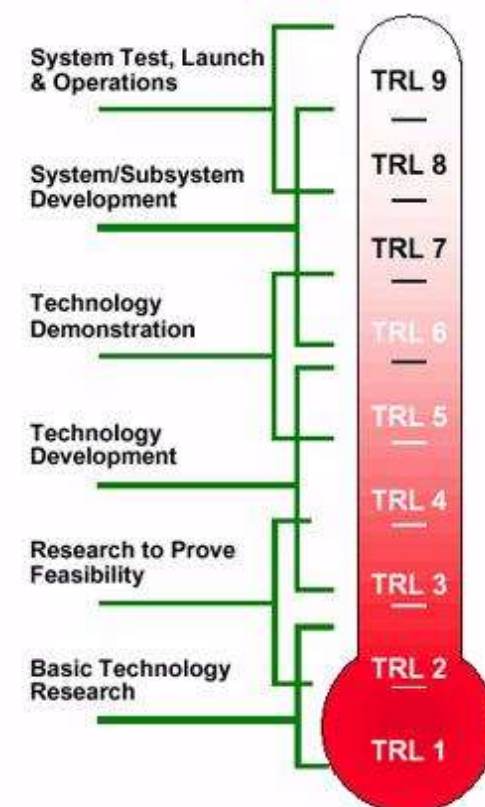 System Test, Launch
& Operations
System/Subsystem
Development
Technology
Demonstration
Technology
Development
Research to Prove
Feasibility
Basic Technology
Research
TRL 9
TRL 8
TRL 7
TRL 6
TRL 5
TRL 4
TRL 3
TRL 2
TRL 1